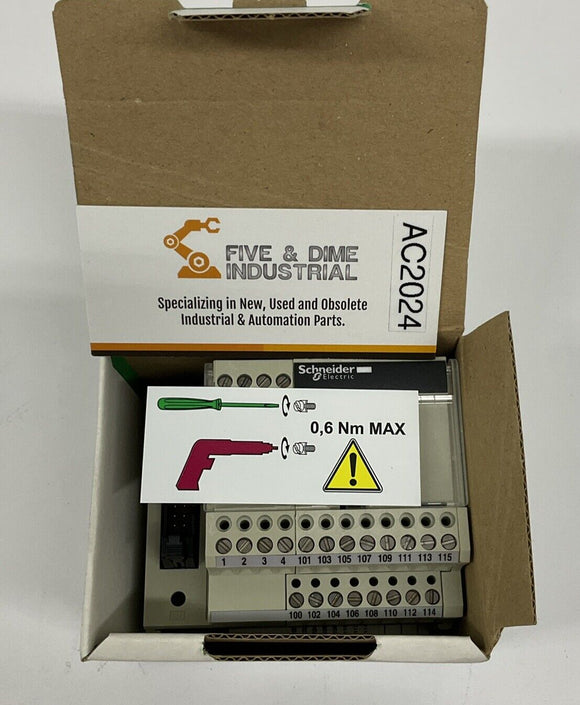 FIVE & DIME
INDUSTRIAL
Specializing in New, Used and Obsolete
Industrial & Automation Parts.
AC2024
Schneider
Electric
0,6 Nm MAX
1 2 3 4 101 103 105 107 109 111 113 115
100 102 104 106 108 110 112 114